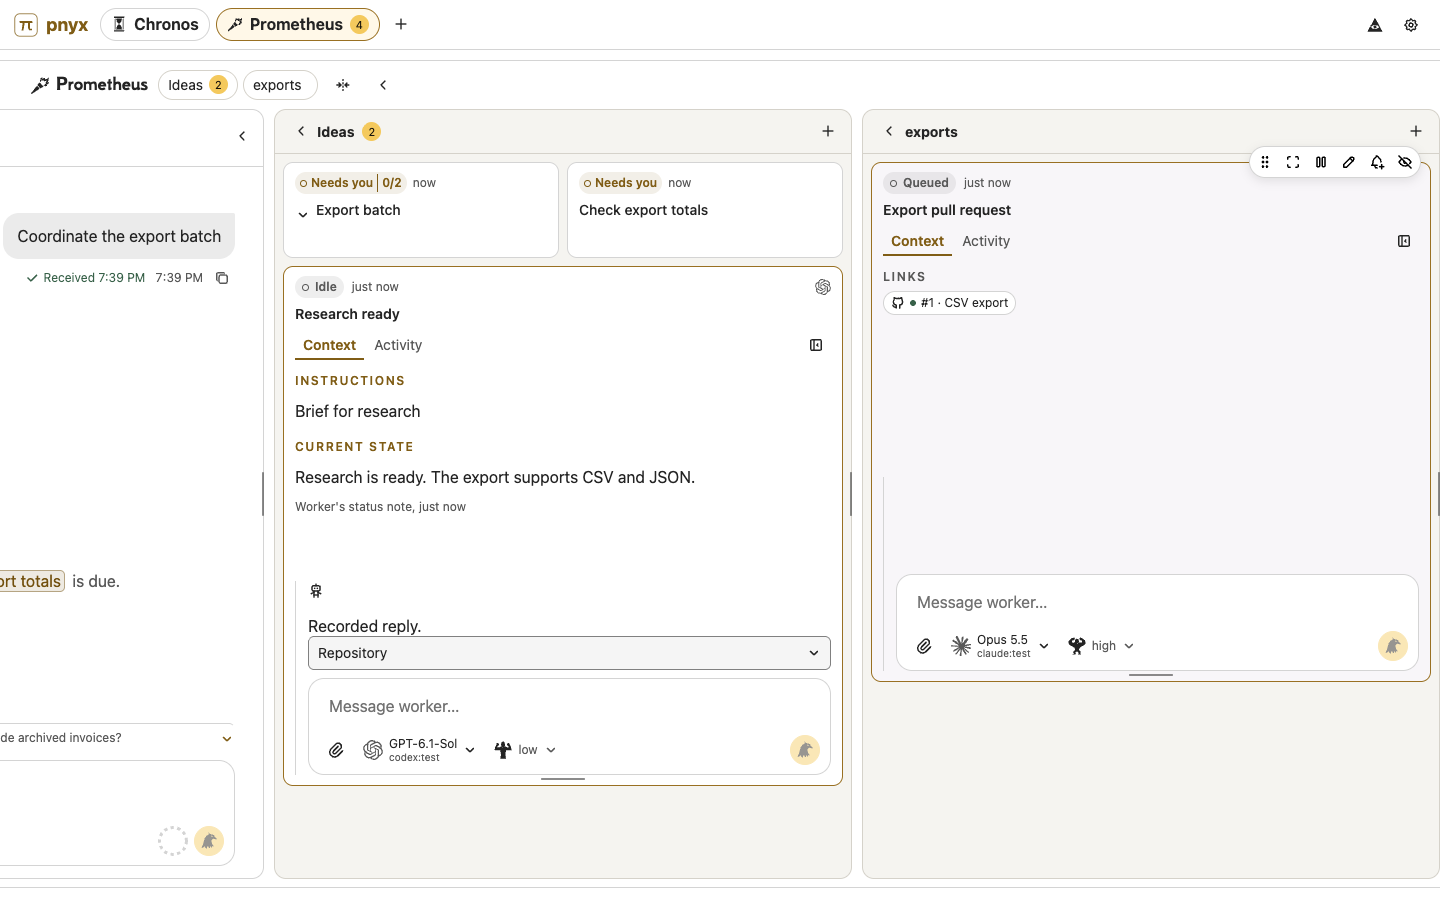 π pnyx Chronos Prometheus 4
Prometheus Ideas 2 exports
Coordinate the export batch
Received 7:39 PM 7:39 PM
ort totals is due.
de archived invoices?
Ideas 2
Needs you 0/2 now
Export batch
Needs you now
Check export totals
Idle just now
Research ready
Context Activity
INSTRUCTIONS
Brief for research
CURRENT STATE
Research is ready. The export supports CSV and JSON.
Worker's status note, just now
Recorded reply.
Repository
Message worker...
GPT-6.1-Sol
codex:test
low
exports
Queued just now
Export pull request
Context Activity
LINKS
#1 · CSV export
Message worker...
Opus 5.5
claude:test
high